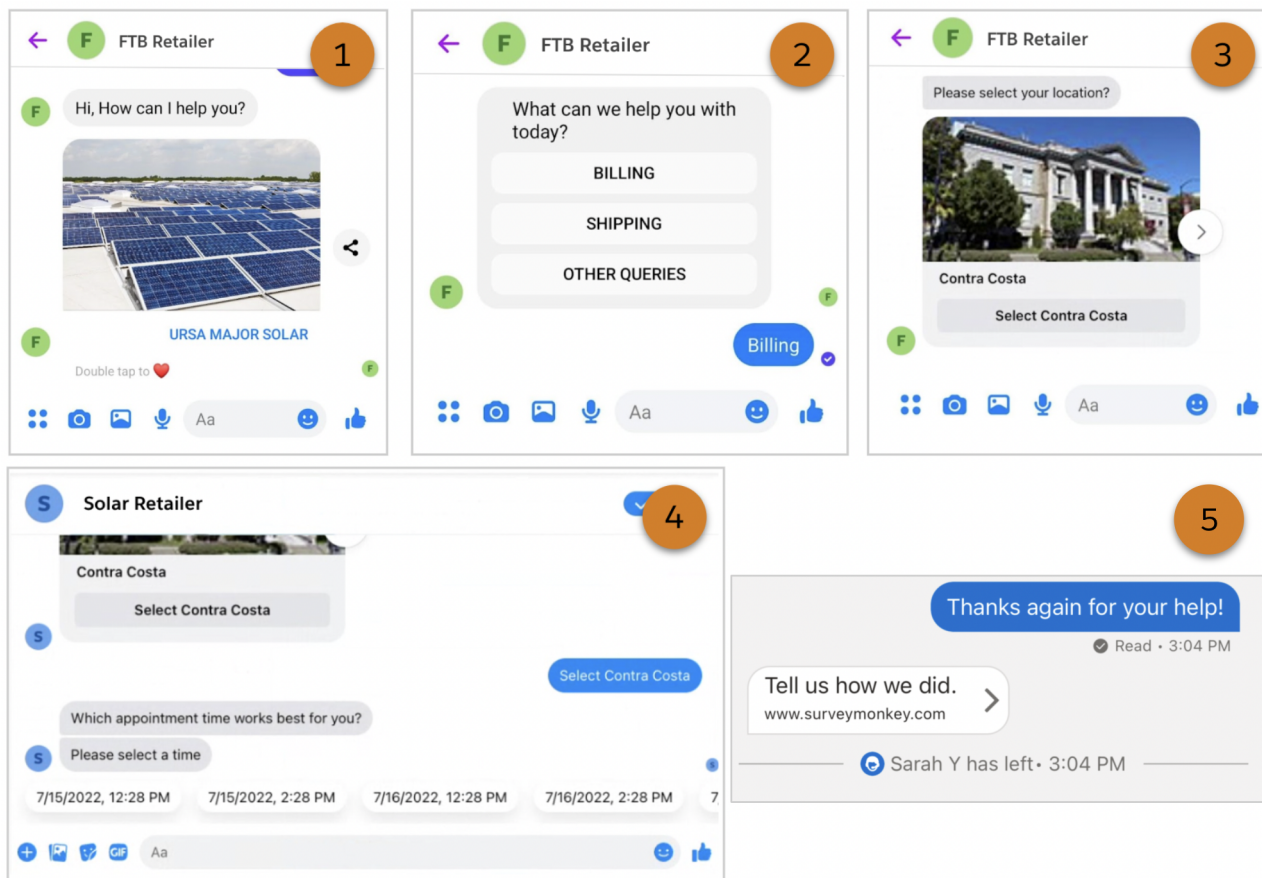 F FTB Retailer
1
F Hi, How can I help you?
URSA MAJOR SOLAR
F
Double tap to
F
Aa
F FTB Retailer
2
What can we help you with
today?
BILLING
SHIPPING
OTHER QUERIES
F
F
Billing
Aa
F FTB Retailer
3
Please select your location?
Contra Costa
Select Contra Costa
F
Aa
S Solar Retailer
4
Contra Costa
Select Contra Costa
S
Select Contra Costa
Which appointment time works best for you?
S Please select a time
S
7/15/2022, 12:28 PM 7/15/2022, 2:28 PM 7/16/2022, 12:28 PM 7/16/2022, 2:28 PM 7
GIF Aa
5
Thanks again for your help!
Read • 3:04 PM
Tell us how we did.
www.surveymonkey.com
Sarah Y has left • 3:04 PM